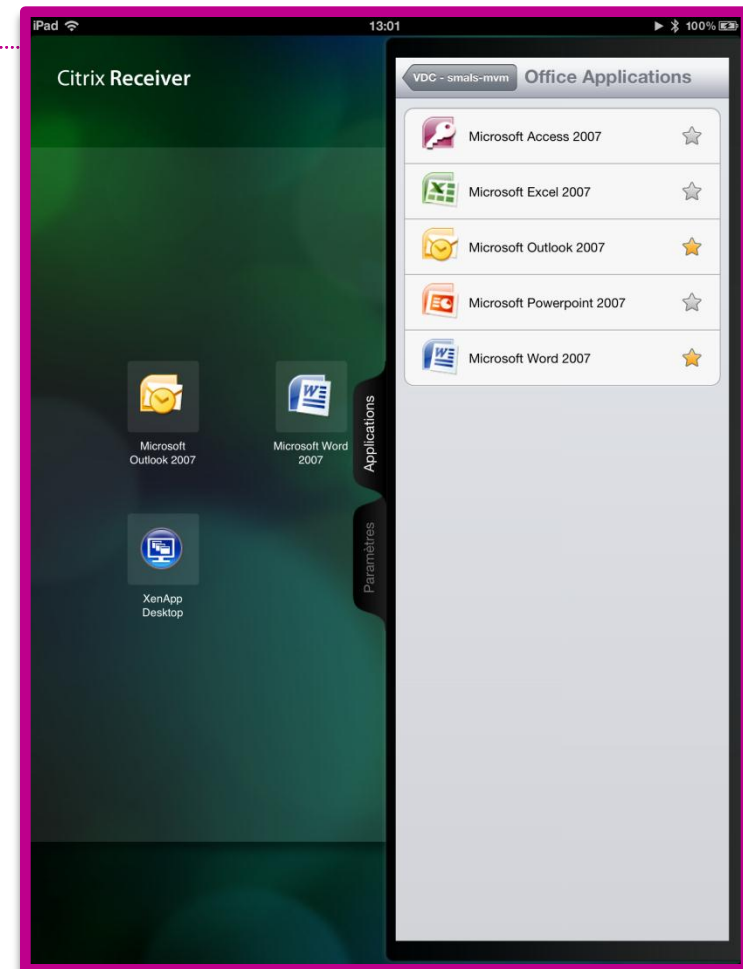 iPad 13:01 100%
Citrix Receiver
VDC - smals-mvm Office Applications
Microsoft Access 2007
Microsoft Excel 2007
Microsoft Outlook 2007
Microsoft Powerpoint 2007
Microsoft Word 2007
Microsoft
Outlook 2007
Microsoft Word
2007
XenApp
Desktop
Applications
Paramètres